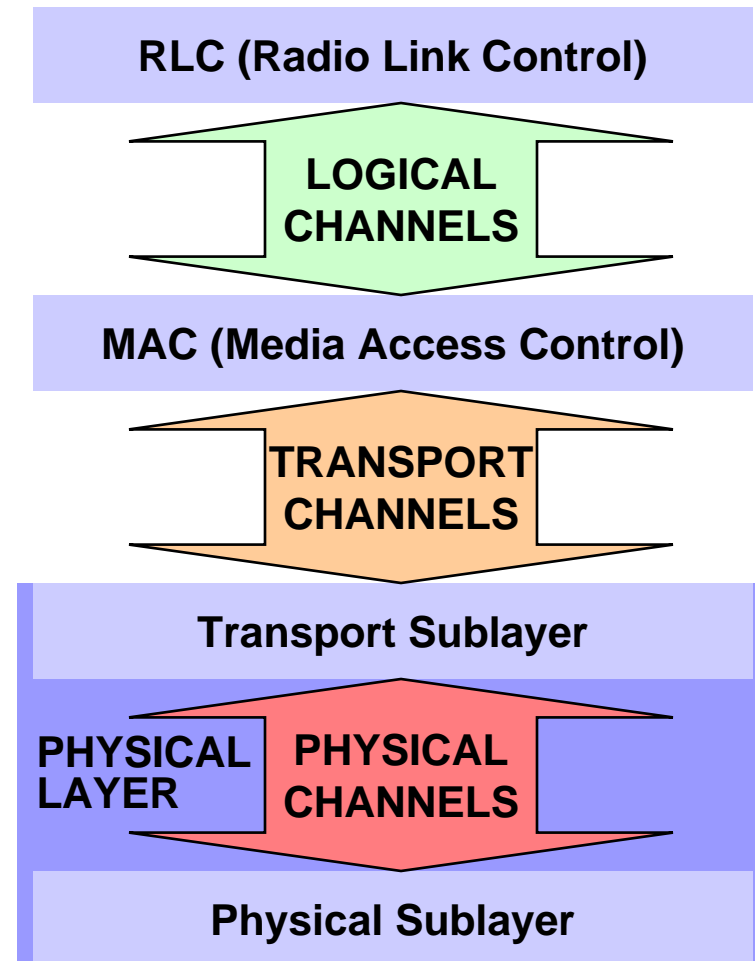 RLC (Radio Link Control)
LOGICAL
CHANNELS
MAC (Media Access Control)
TRANSPORT
CHANNELS
Transport Sublayer
PHYSICAL
LAYER
PHYSICAL
CHANNELS
Physical Sublayer